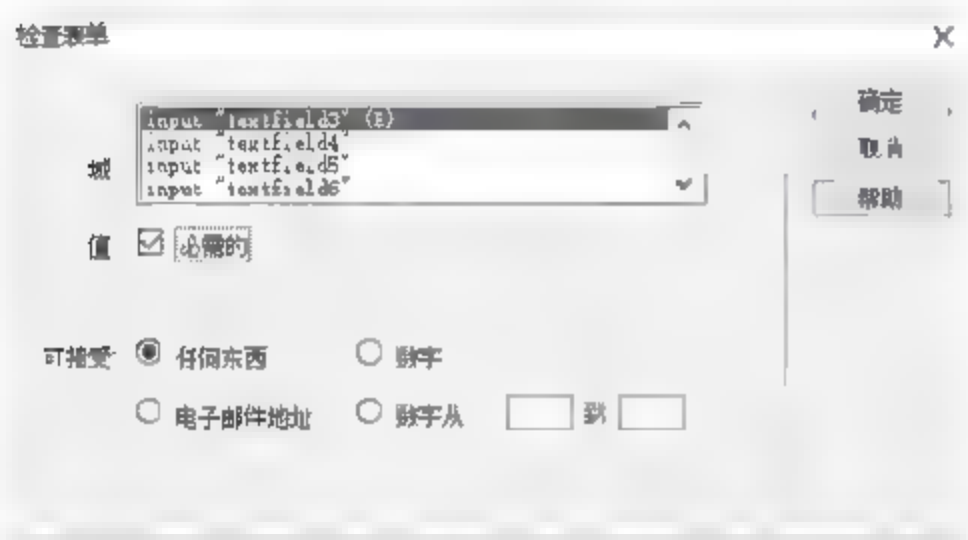 检查表单
input "textfield3" (R)
input "textfield4"
input "textfield5"
input "textfield6"
域
值 必需的
可接受: 任何东西 数字
电子邮件地址 数字从 到
确定
取消
帮助